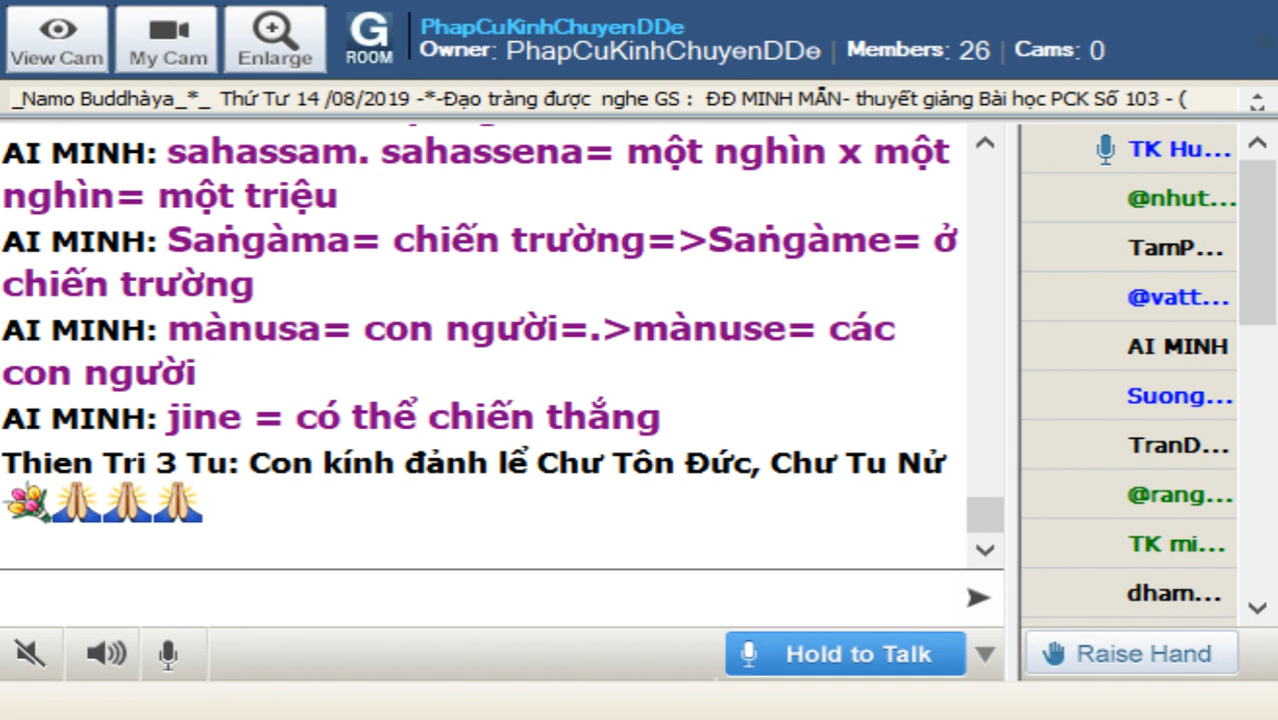 PhapCuKinhChuyenDDe
View Cam My Cam Enlarge G ROOM Owner: PhapCuKinhChuyenDDe | Members: 26 | Cams: 0
_Namo Buddhàya_*_ Thứ Tư 14 /08/2019 -*-Đạo tràng được nghe GS : ĐĐ MINH MẪN- thuyết giảng Bài học PCK Số 103 - (
AI MINH: sahassam. sahassena= một nghìn x một
nghìn= một triệu
AI MINH: Saṅgàma= chiến trường=>Saṅgàme= ở
chiến trường
AI MINH: mànusa= con người=.>mànuse= các
con người
AI MINH: jine = có thể chiến thắng
Thien Tri 3 Tu: Con kính đảnh lể Chư Tôn Đức, Chư Tu Nử
TK Hu...
@nhut...
TamP...
@vatt...
AI MINH
Suong...
TranD...
@rang...
TK mi...
dham...
Hold to Talk
Raise Hand